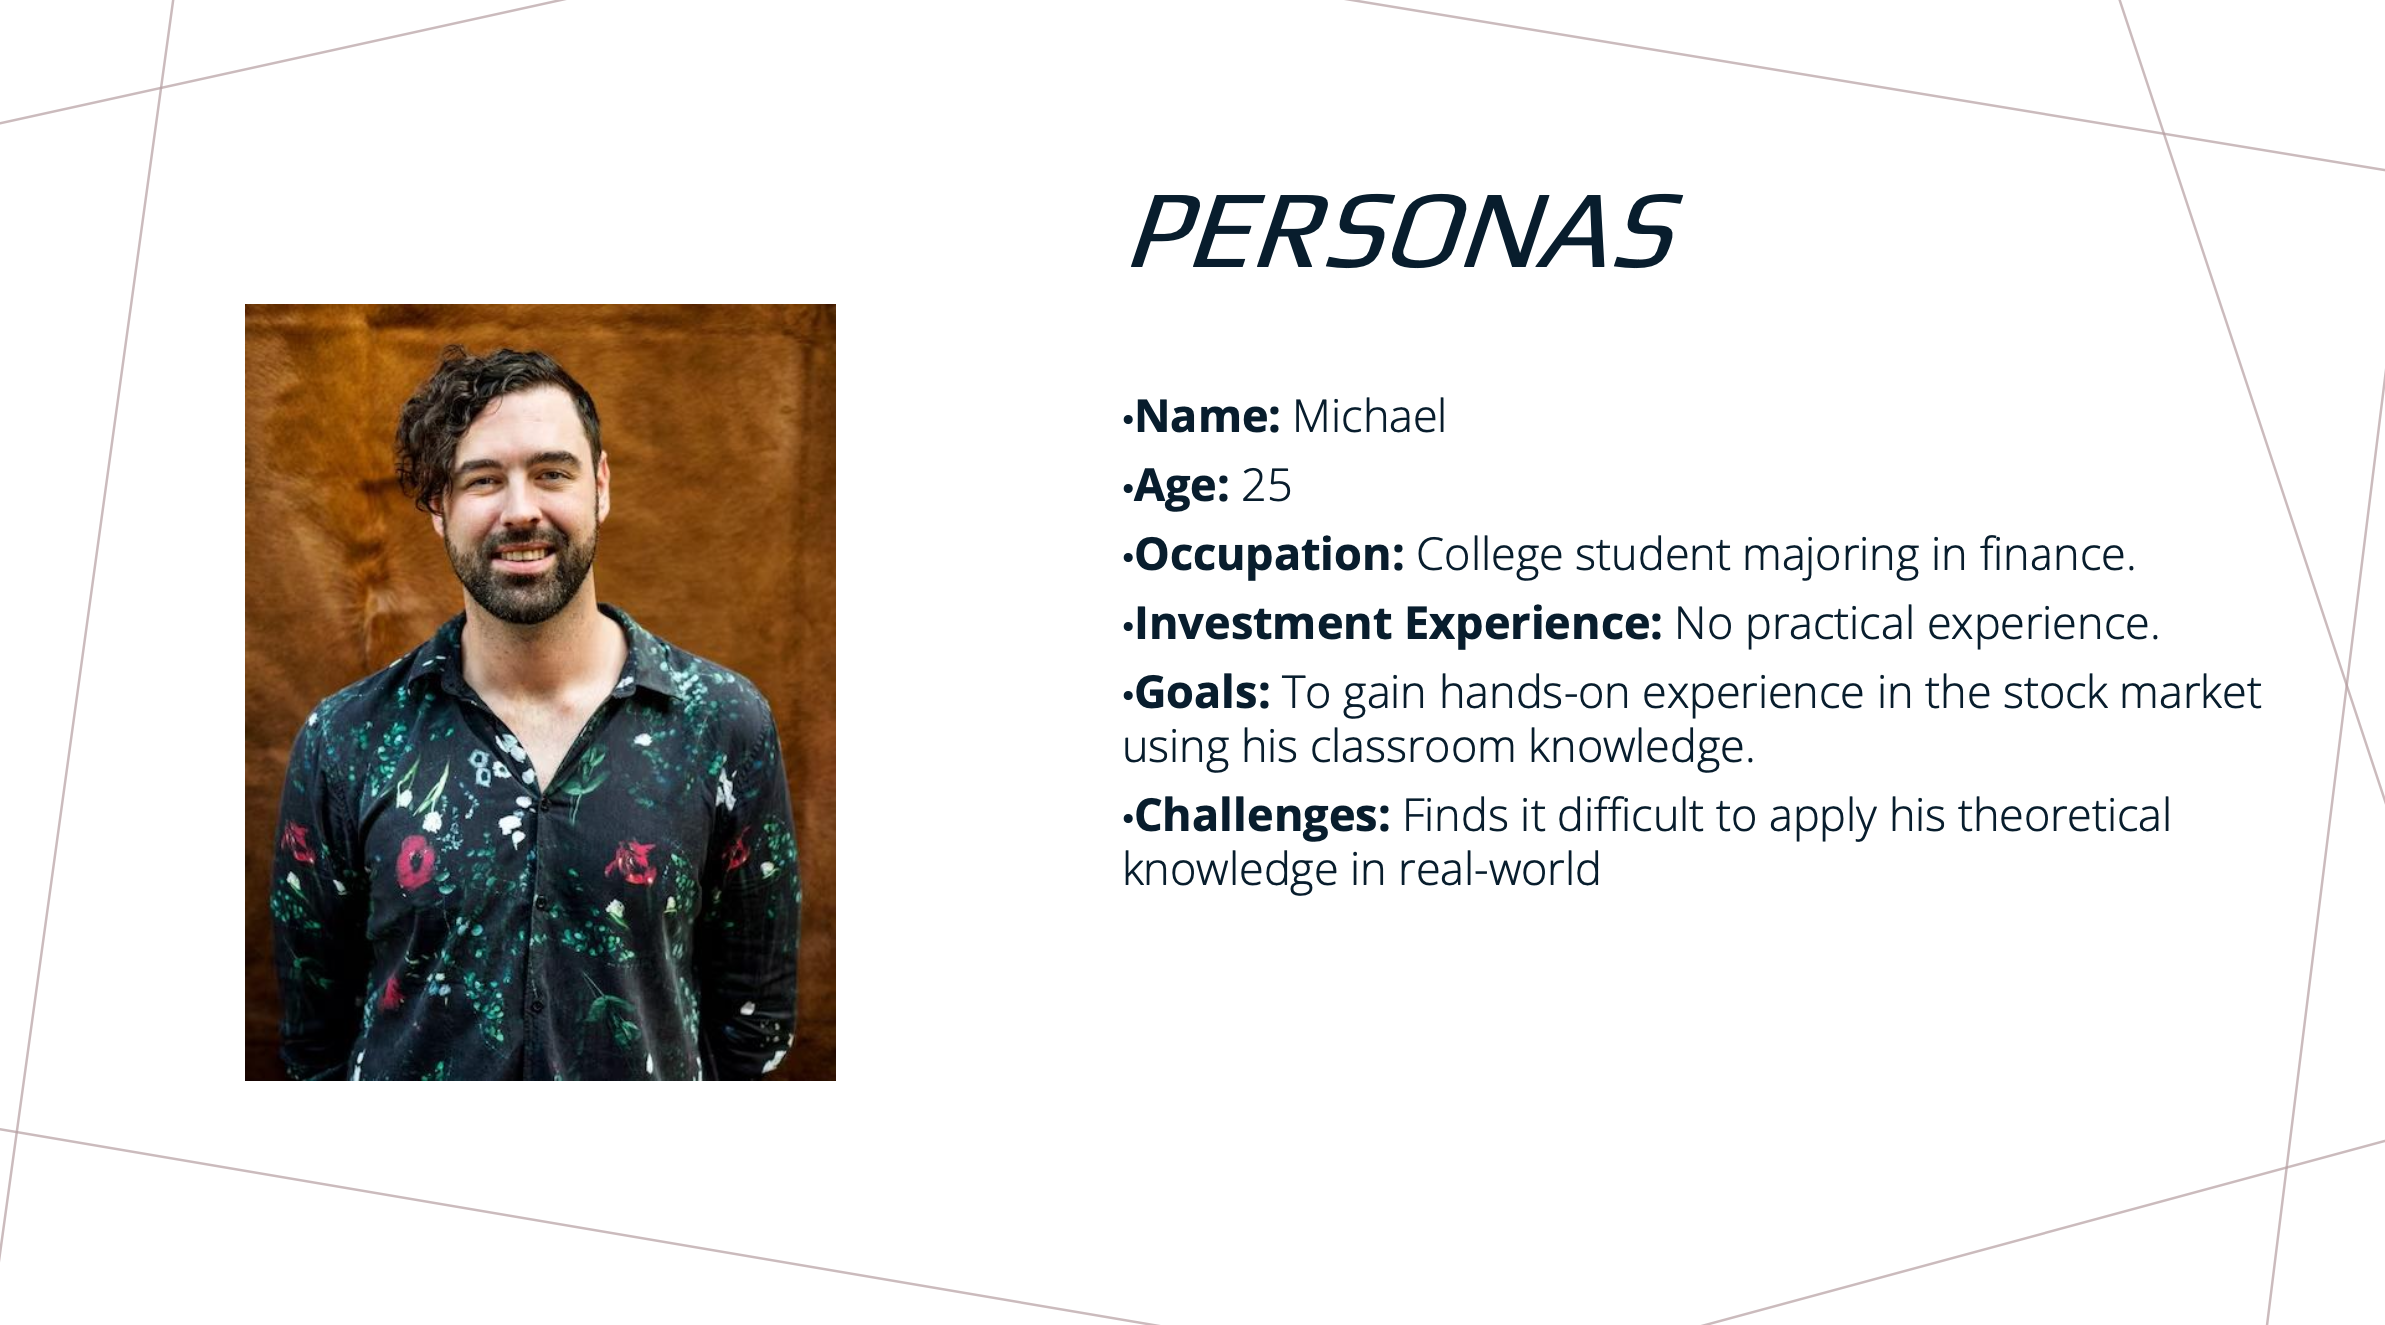 PERSONAS
•Name: Michael
•Age: 25
•Occupation: College student majoring in finance.
•Investment Experience: No practical experience.
•Goals: To gain hands-on experience in the stock market
using his classroom knowledge.
•Challenges: Finds it difficult to apply his theoretical
knowledge in real-world